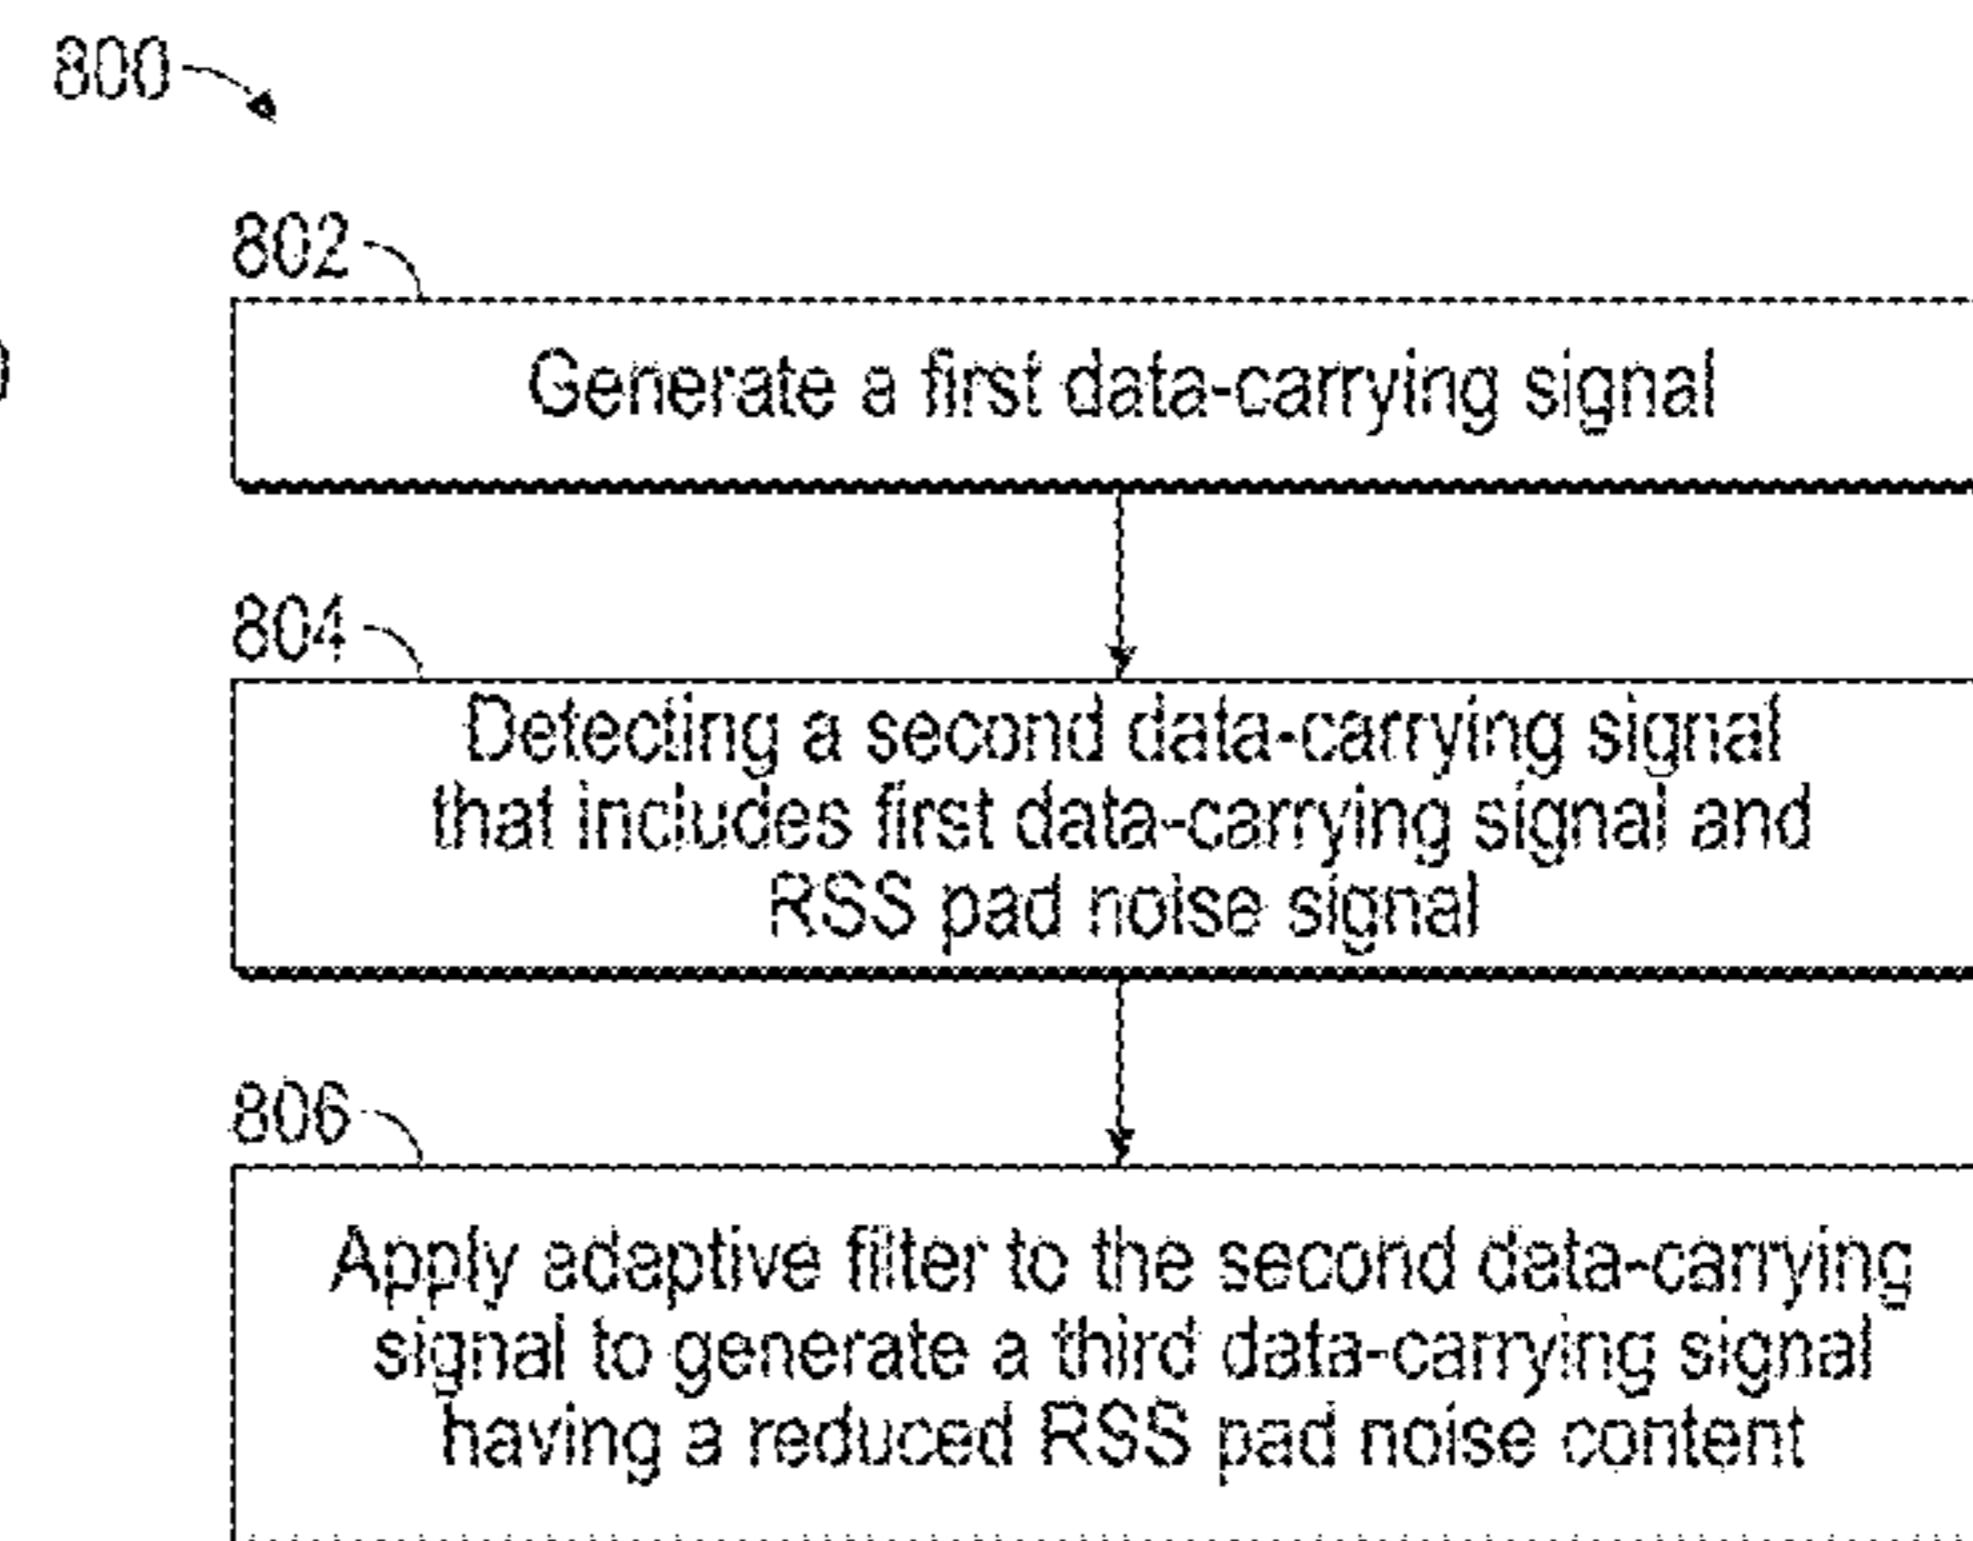 800
802
Generate a first data-carrying signal
804
Detecting a second data-carrying signal
that includes first data-carrying signal and
RSS pad noise signal
806
Apply adaptive filter to the second data-carrying
signal to generate a third data-carrying signal
having a reduced RSS pad noise content